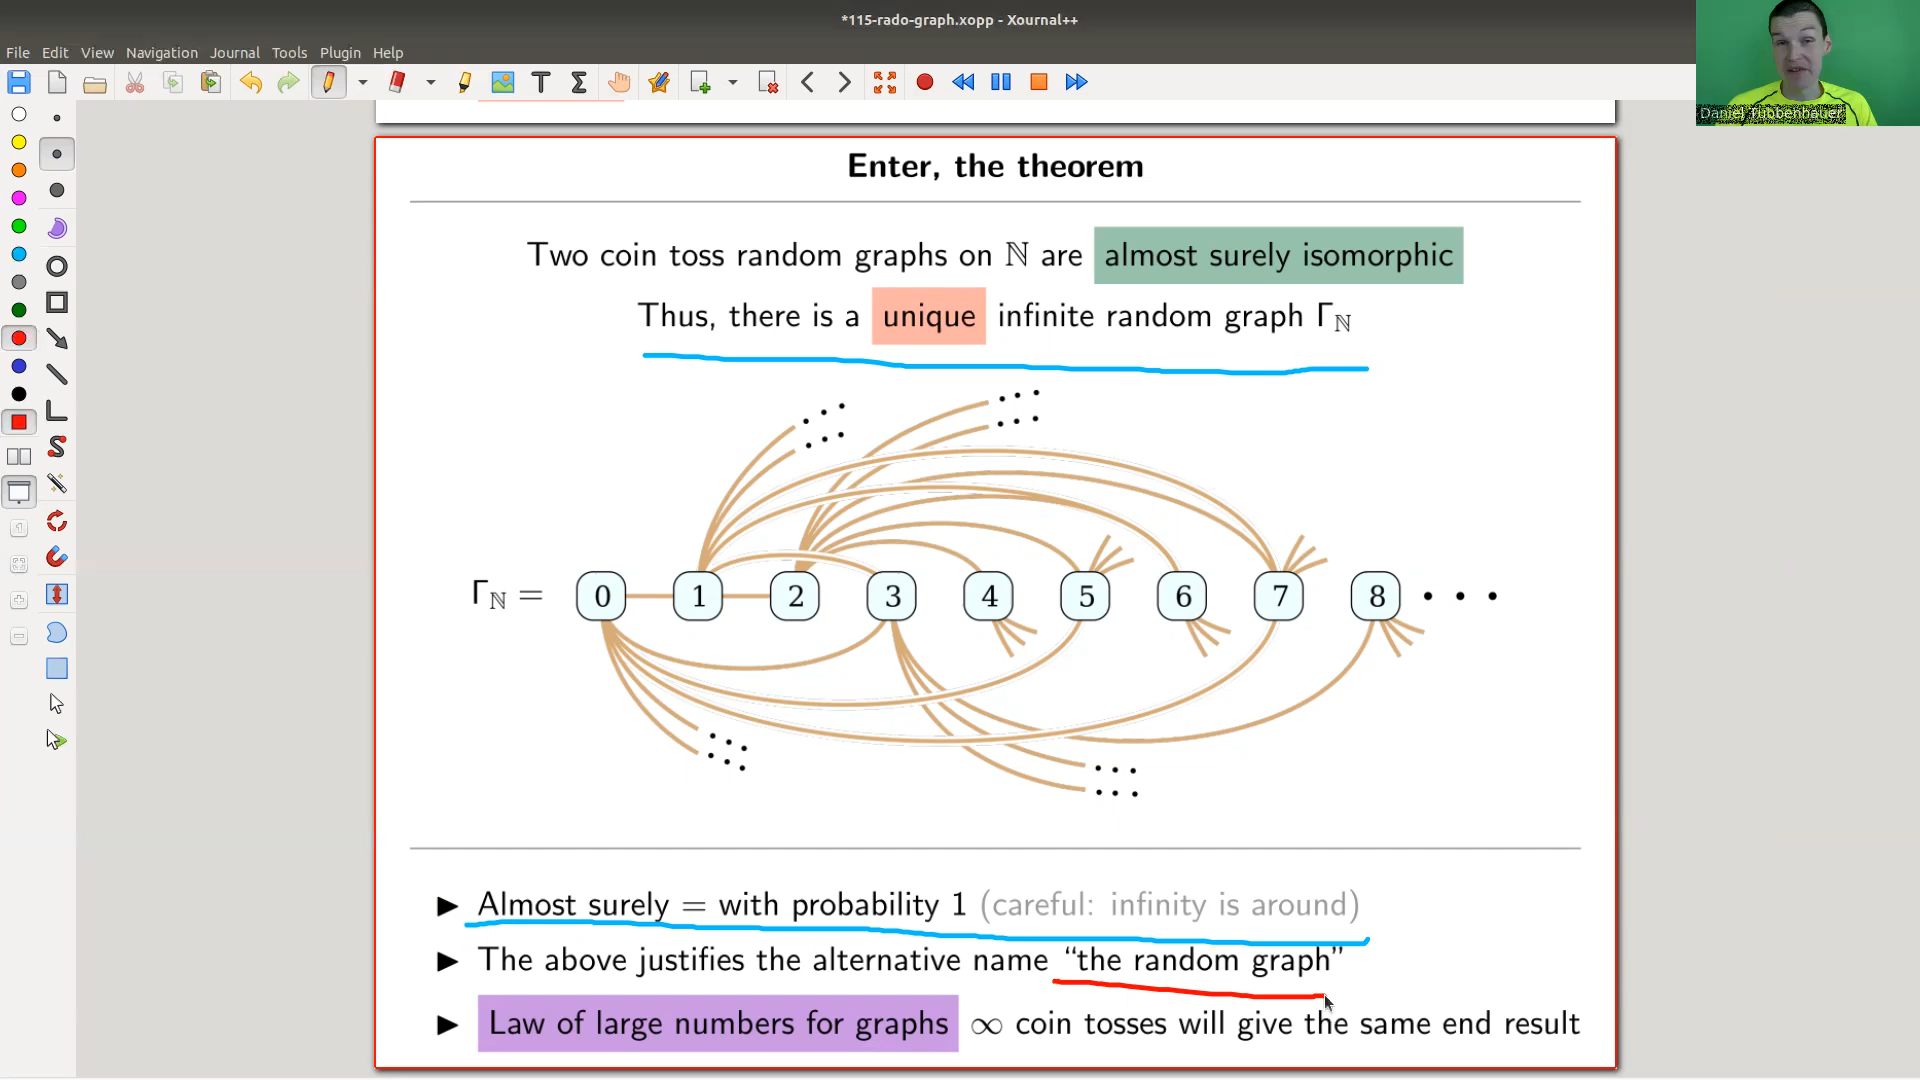 *115-rado-graph.xopp - Xournal++
File Edit View Navigation Journal Tools Plugin Help
Daniel Tubbenhauer
Enter, the theorem
Two coin toss random graphs on ℕ are almost surely isomorphic
Thus, there is a unique infinite random graph Γ_ℕ
Γ_ℕ = 0 1 2 3 4 5 6 7 8 • • •
▶ Almost surely = with probability 1 (careful: infinity is around)
▶ The above justifies the alternative name “the random graph”
▶ Law of large numbers for graphs ∞ coin tosses will give the same end result